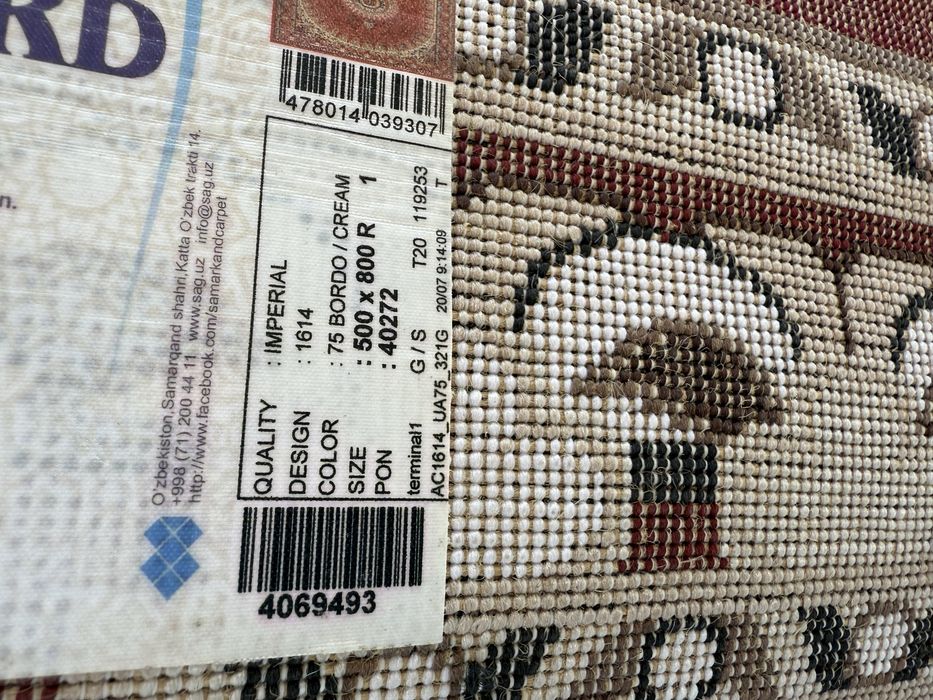 RD
n.
O'zbekiston,Samarqand shahri,Katta O'zbek trakti 14.
+998 (71) 200 44 11 www.sag.uz info@sag.uz
http://www.facebook.com/samarkandcarpet
478014 039307
QUALITY : IMPERIAL
DESIGN : 1614
COLOR : 75 BORDO / CREAM
SIZE : 500 x 800 R 1
PON : 40272
terminal1 G / S T20 119253
AC1614_UA75_321G 20/07 9:14:09 T
4069493